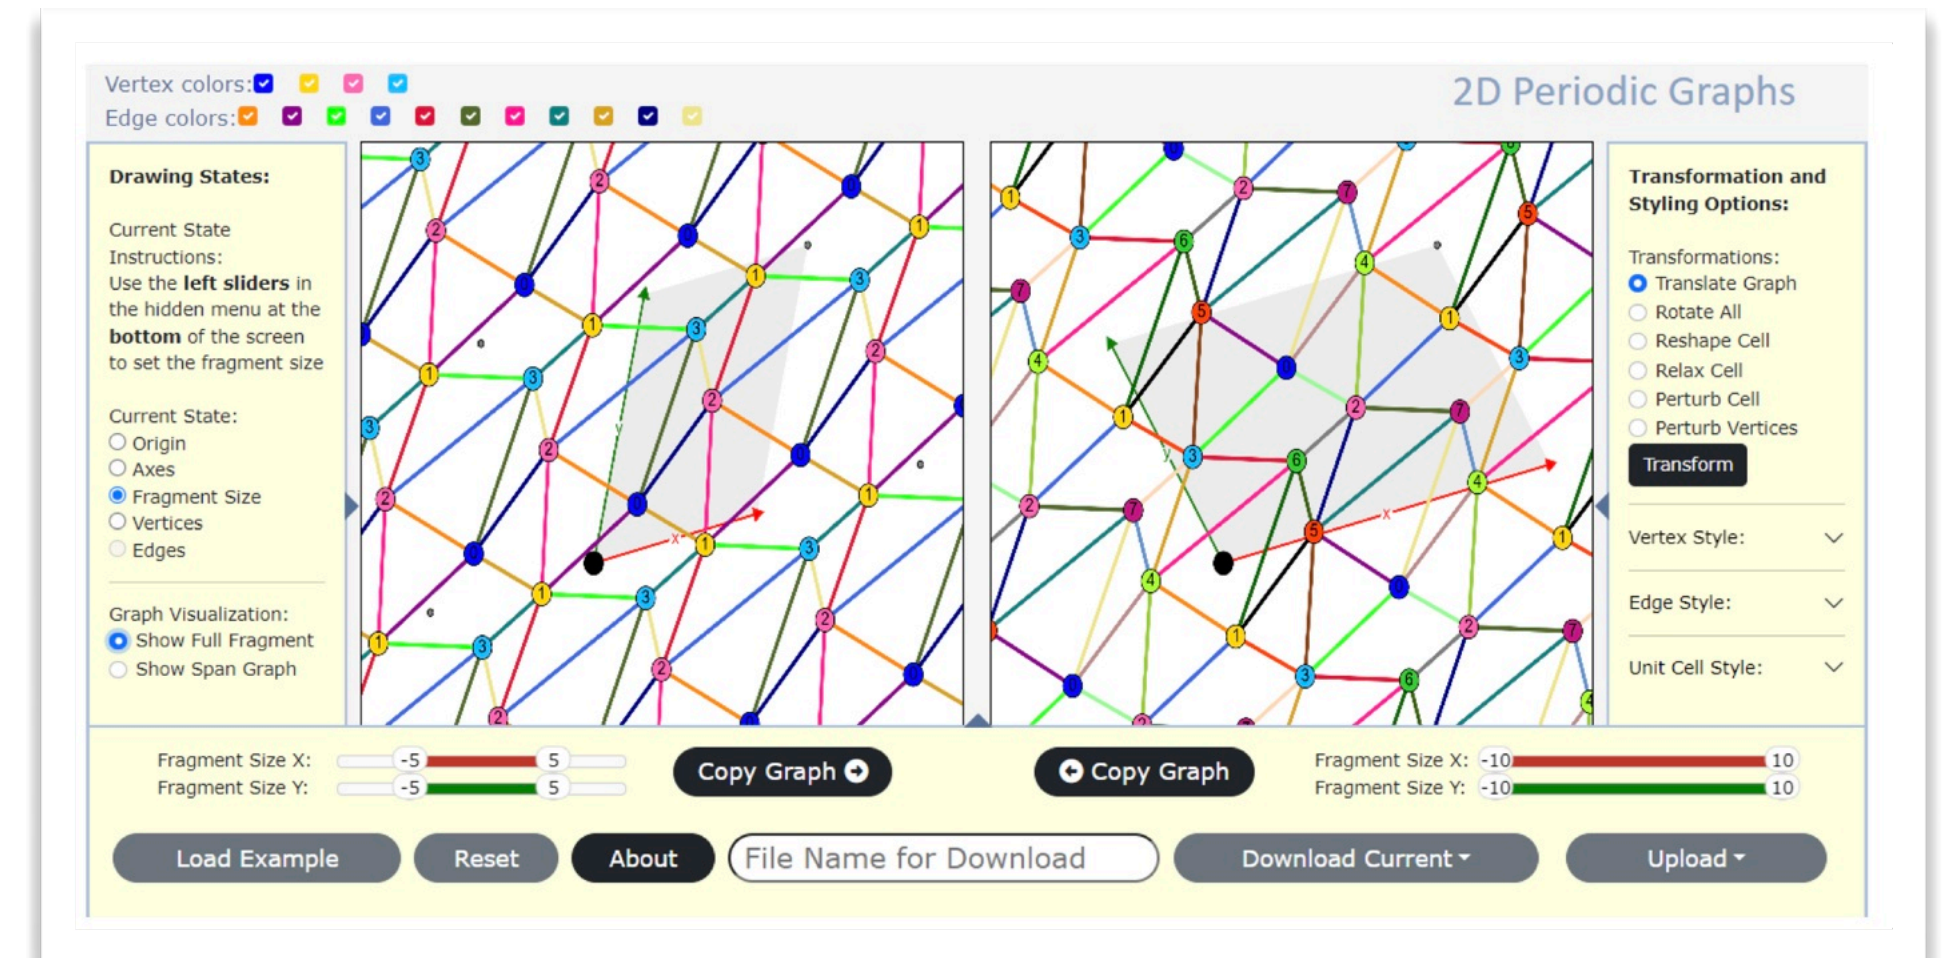 Vertex colors:
2D Periodic Graphs
Edge colors:
Drawing States:
Current State
Instructions:
Use the left sliders in
the hidden menu at the
bottom of the screen
to set the fragment size
Current State:
Origin
Axes
Fragment Size
Vertices
Edges
Graph Visualization:
Show Full Fragment
Show Span Graph
x
y
x
y
Transformation and
Styling Options:
Transformations:
Translate Graph
Rotate All
Reshape Cell
Relax Cell
Perturb Cell
Perturb Vertices
Transform
Vertex Style:
Edge Style:
Unit Cell Style:
Fragment Size X: -5 5
Fragment Size Y: -5 5
Copy Graph
Copy Graph
Fragment Size X: -10 10
Fragment Size Y: -10 10
Load Example
Reset
About
File Name for Download
Download Current
Upload